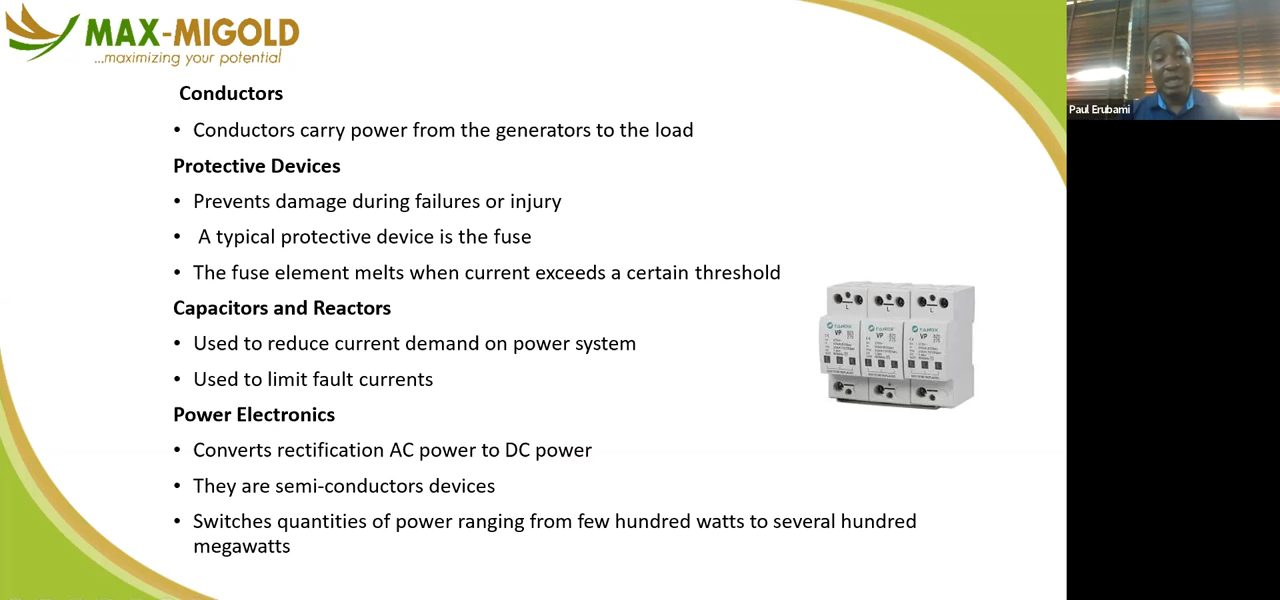 MAX-MIGOLD
...maximizing your potential
Paul Erubami
Conductors
• Conductors carry power from the generators to the load
Protective Devices
• Prevents damage during failures or injury
• A typical protective device is the fuse
• The fuse element melts when current exceeds a certain threshold
Capacitors and Reactors
• Used to reduce current demand on power system
• Used to limit fault currents
Power Electronics
• Converts rectification AC power to DC power
• They are semi-conductors devices
• Switches quantities of power ranging from few hundred watts to several hundred
megawatts
L L L
VP VP VP